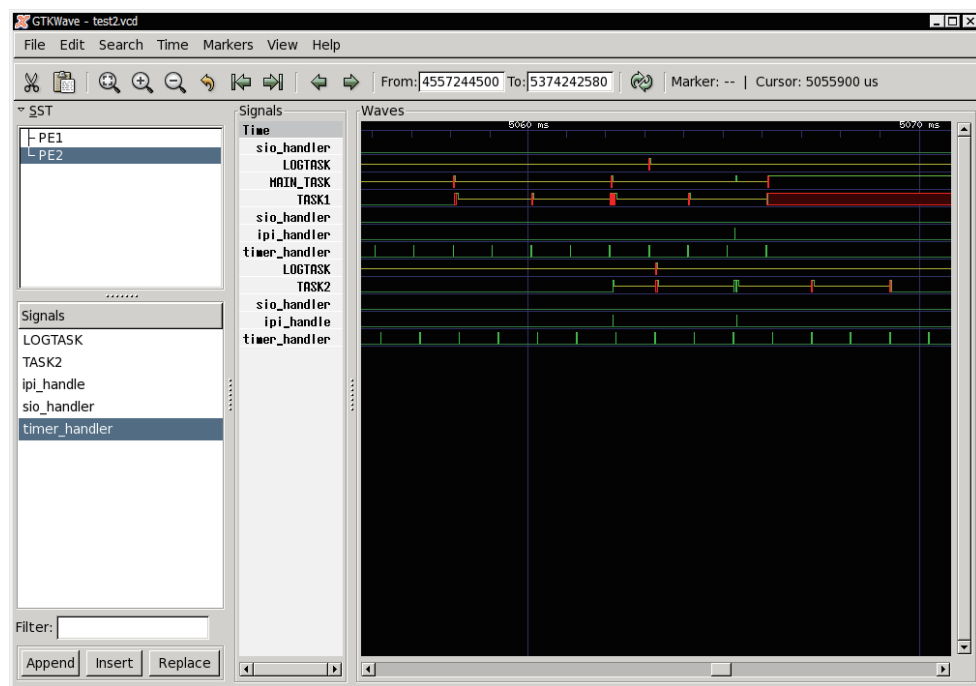 GTKWave - test2.vcd
File Edit Search Time Markers View Help
From: 4557244500 To: 5374242580 Marker: -- | Cursor: 5055900 us
SST
PE1
PE2
Signals
LOGTASK
TASK2
ipi_handle
sio_handler
timer_handler
Filter:
Append Insert Replace
Signals
Time
sio_handler
LOGTASK
MAIN_TASK
TASK1
sio_handler
ipi_handler
timer_handler
LOGTASK
TASK2
sio_handler
ipi_handle
timer_handler
Waves
5060 ms 5070 ms